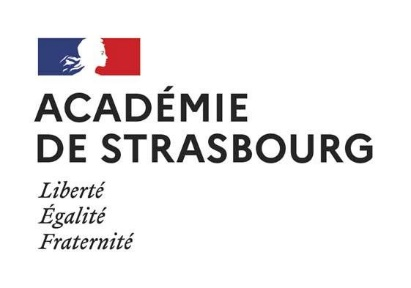 ACADÉMIE
DE STRASBOURG
Liberté
Égalité
Fraternité